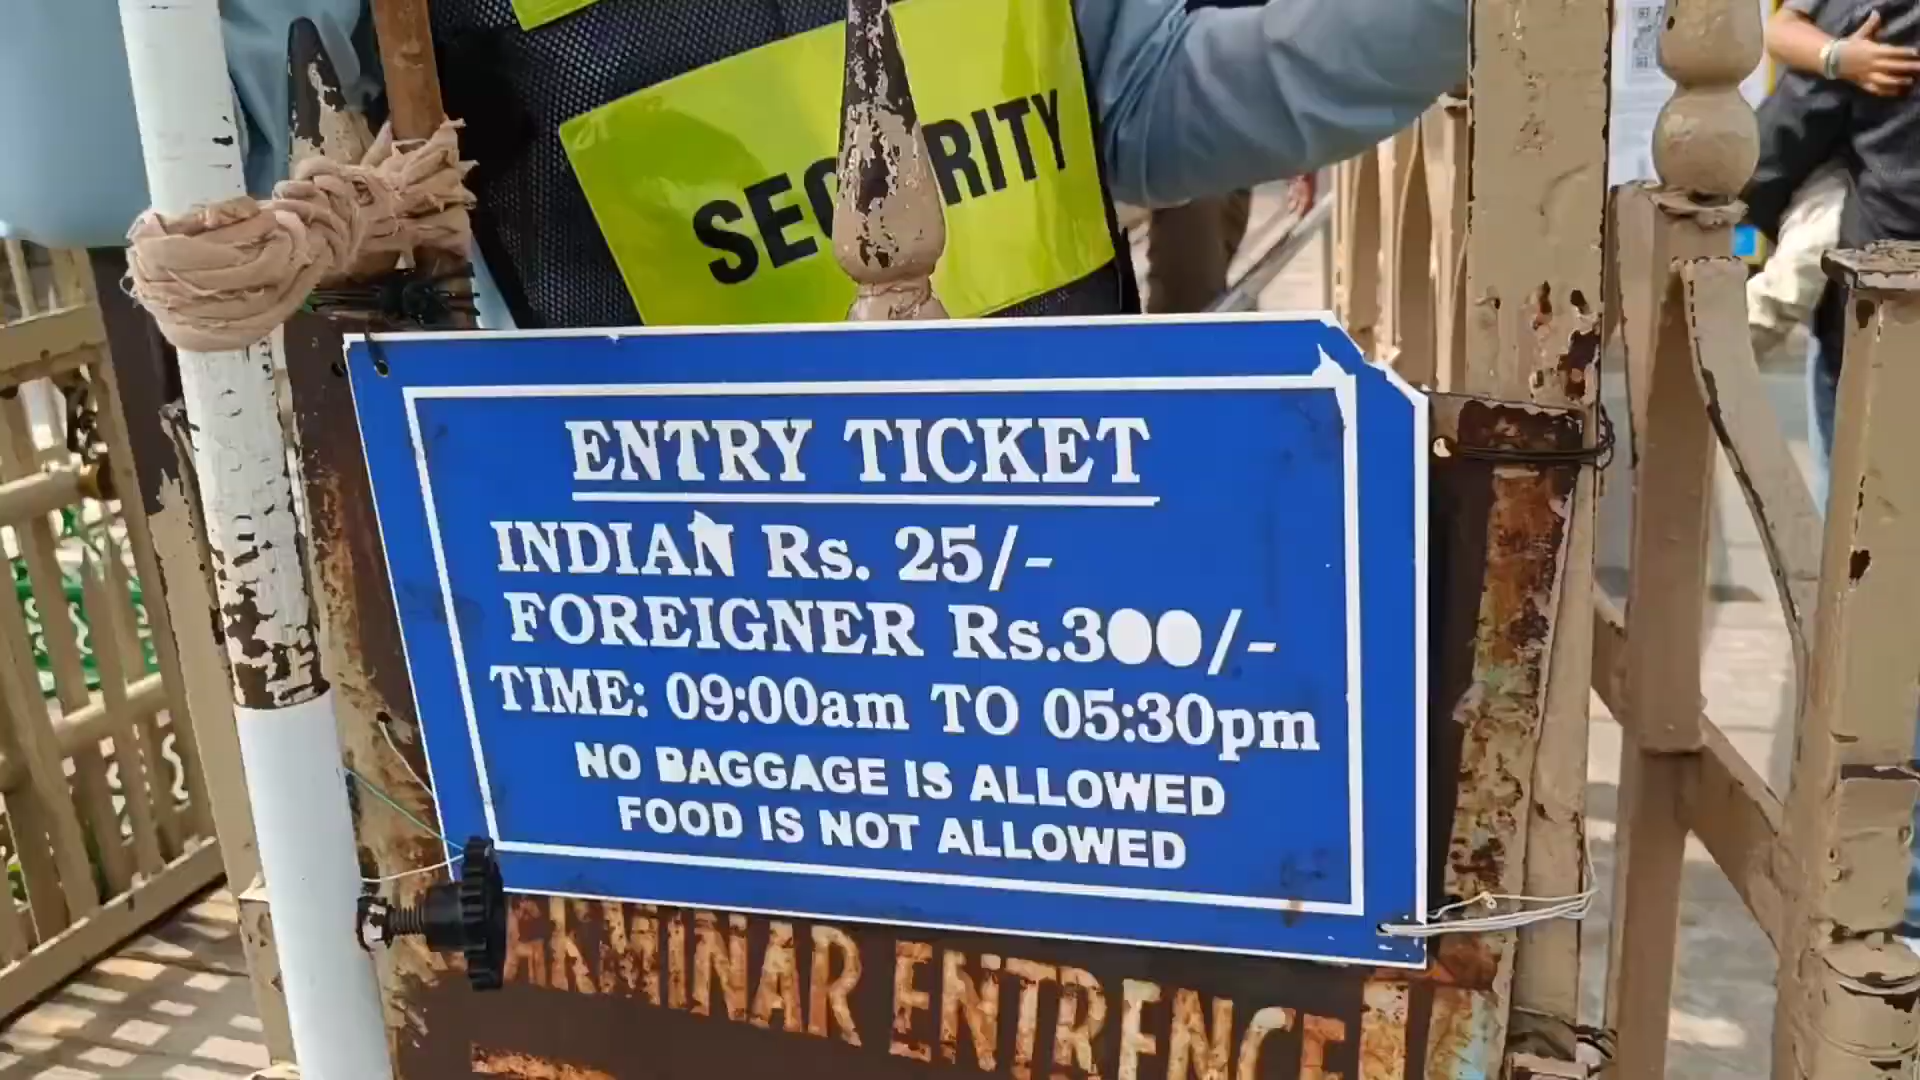 SECURITY
ENTRY TICKET
INDIAN Rs. 25/-
FOREIGNER Rs.300/-
TIME: 09:00am TO 05:30pm
NO BAGGAGE IS ALLOWED
FOOD IS NOT ALLOWED
ENTRENCE